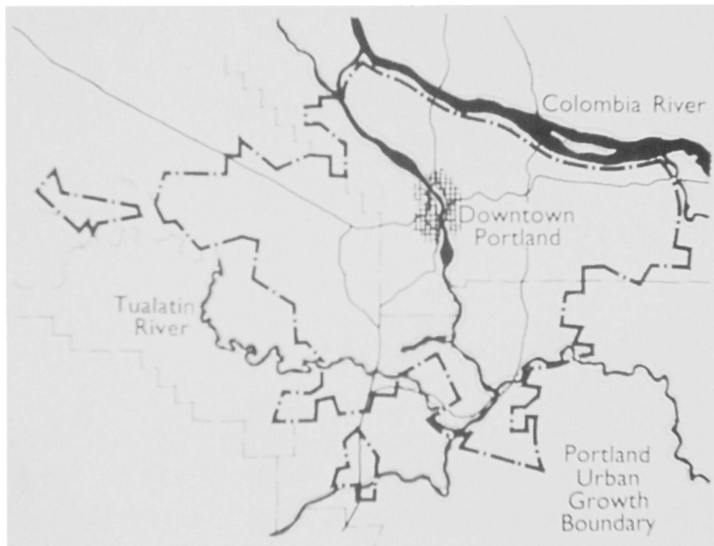 Colombia River
Downtown
Portland
Tualatin
River
Portland
Urban
Growth
Boundary